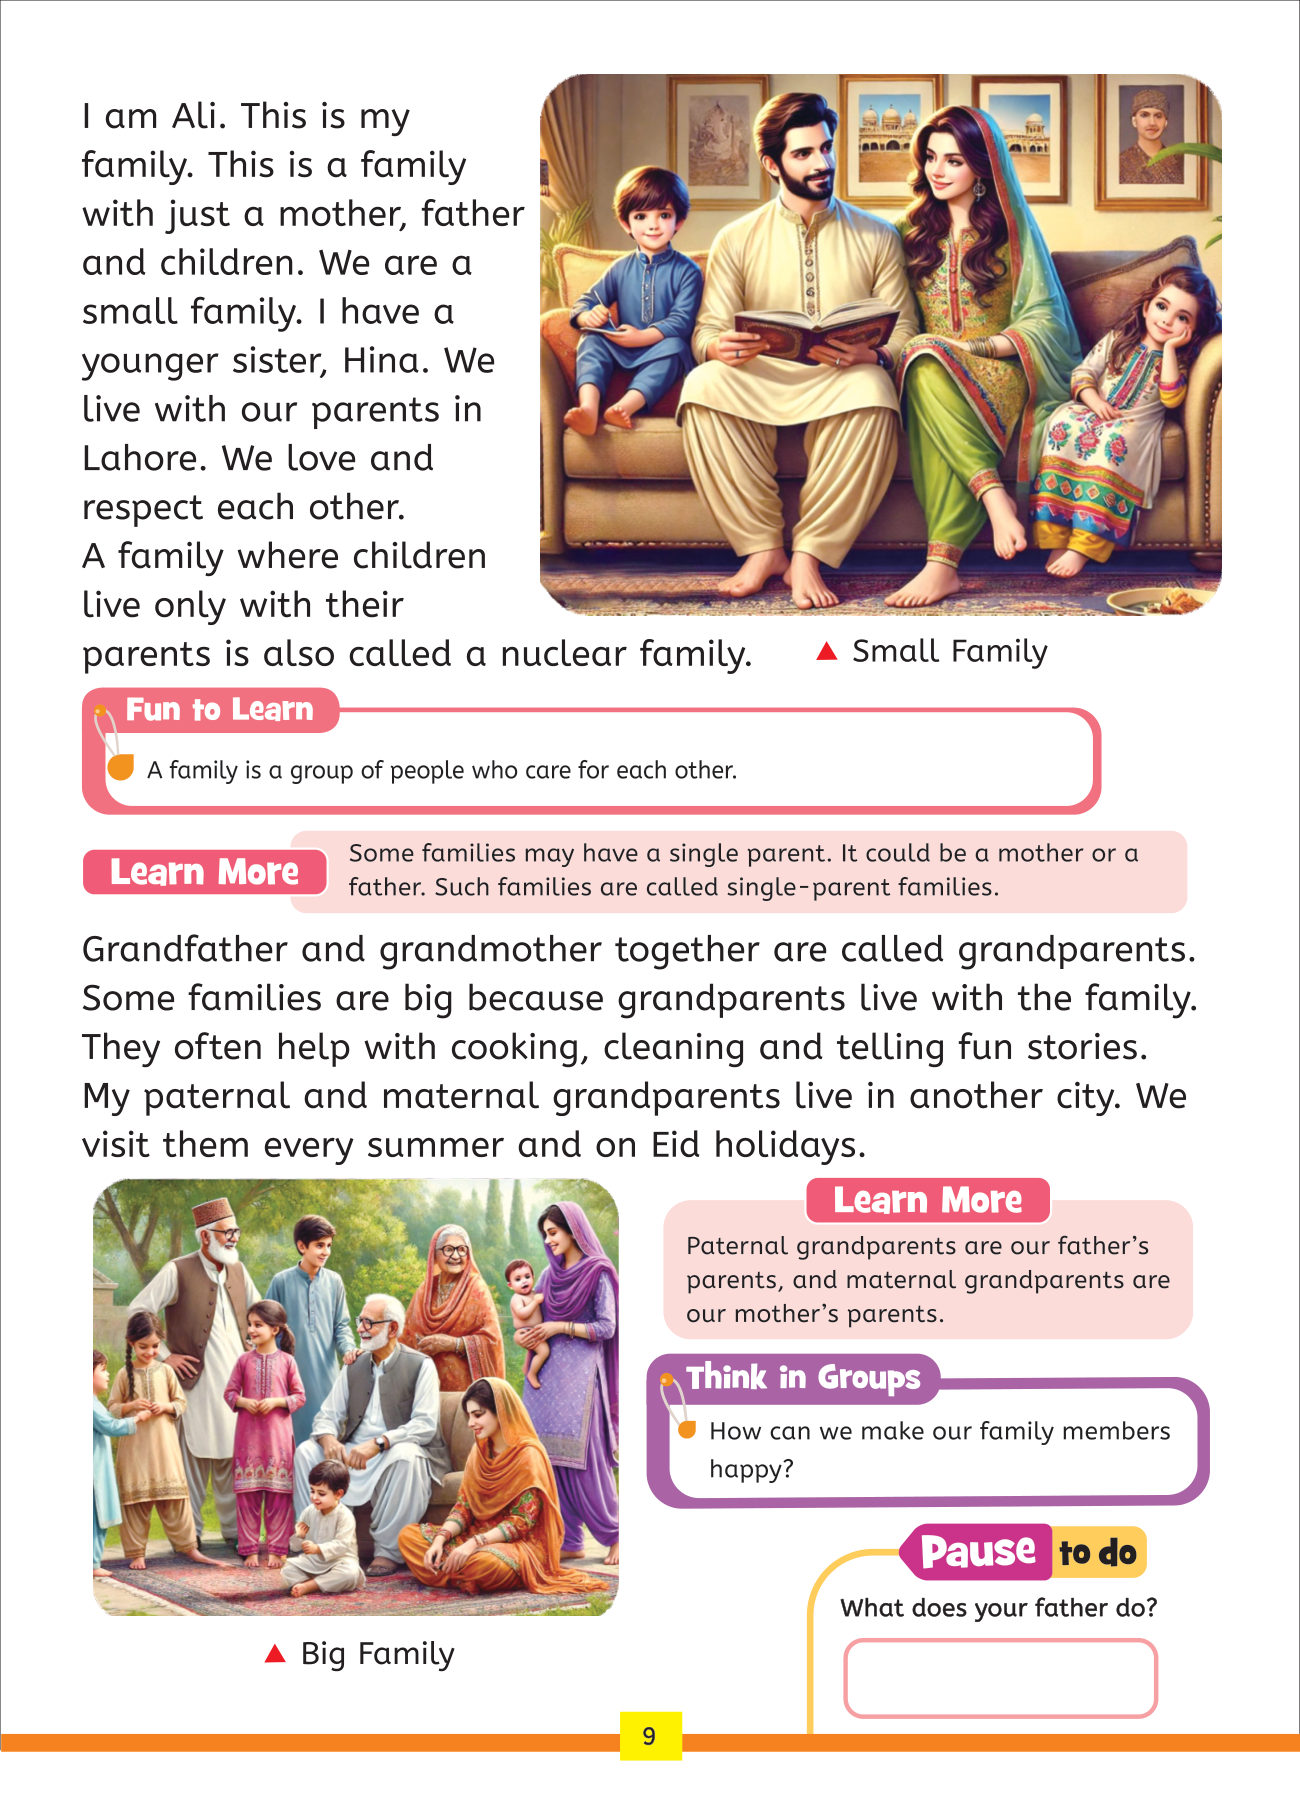 I am Ali. This is my
family. This is a family
with just a mother, father
and children. We are a
small family. I have a
younger sister, Hina. We
live with our parents in
Lahore. We love and
respect each other.
A family where children
live only with their
parents is also called a nuclear family.
▲ Small Family
Fun to Learn
A family is a group of people who care for each other.
Learn More
Some families may have a single parent. It could be a mother or a
father. Such families are called single-parent families.
Grandfather and grandmother together are called grandparents.
Some families are big because grandparents live with the family.
They often help with cooking, cleaning and telling fun stories.
My paternal and maternal grandparents live in another city. We
visit them every summer and on Eid holidays.
▲ Big Family
Learn More
Paternal grandparents are our father’s
parents, and maternal grandparents are
our mother’s parents.
Think in Groups
How can we make our family members
happy?
Pause to do
What does your father do?
9